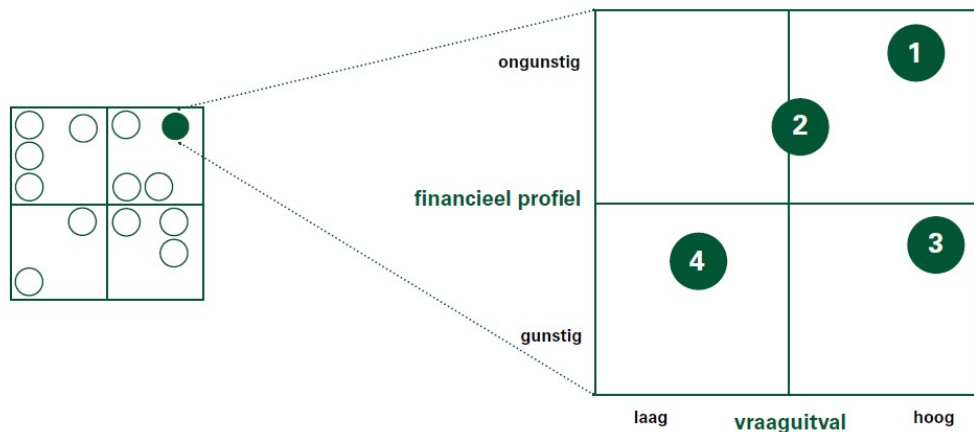 ongunstig
1
2
financieel profiel
3
4
gunstig
laag vraaguitval hoog